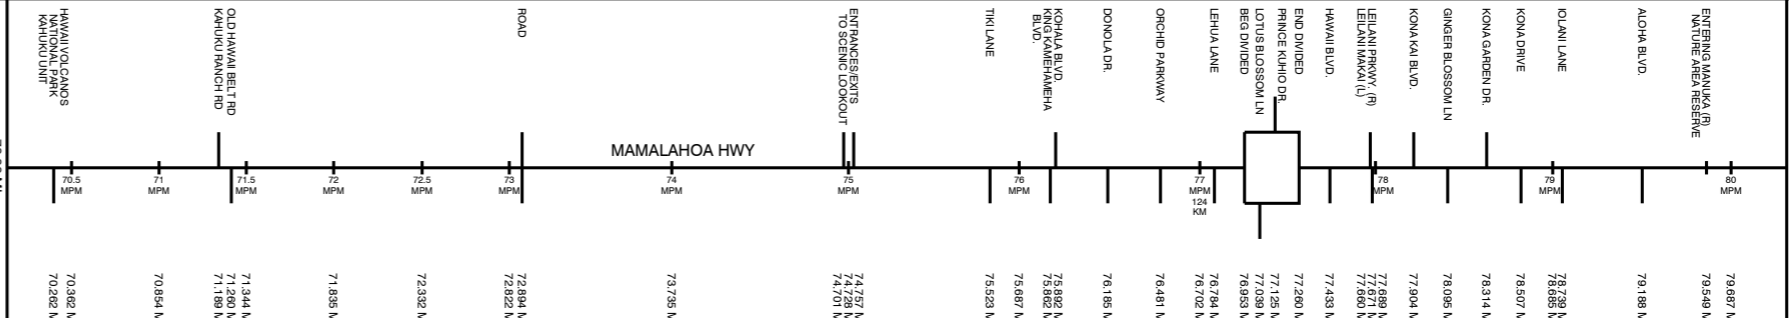 HAWAII VOLCANOS
NATIONAL PARK
KAHUKU UNIT
OLD HAWAII BELT RD
KAHUKU RANCH RD
ROAD
ENTRANCES/EXITS
TO SCENIC LOOKOUT
TIKI LANE
KOHALA BLVD.
KING KAMEHAMEHA
BLVD.
DONOLA DR.
ORCHID PARKWAY
LEHUA LANE
END DIVIDED
PRINCE KUHIO DR.
LOTUS BLOSSOM LN
BEG DIVIDED
HAWAII BLVD.
LEILANI PRKWY. (R)
LEILANI MAKAI (L)
KONA KAI BLVD.
GINGER BLOSSOM LN
KONA GARDEN DR.
KONA DRIVE
IOLANI LANE
ALOHA BLVD.
ENTERING MANUKA (R)
NATURE AREA RESERVE
MAMALAHOA HWY
70.5
MPM
71
MPM
71.5
MPM
72
MPM
72.5
MPM
73
MPM
74
MPM
75
MPM
76
MPM
77
MPM
124
KM
78
MPM
79
MPM
80
MPM
70.262 M
70.362 M
70.854 M
71.189 M
71.260 M
71.344 M
71.835 M
72.332 M
72.822 M
72.894 M
73.735 M
74.701 M
74.728 M
74.757 M
75.523 M
75.687 M
75.862 M
75.892 M
76.185 M
76.481 M
76.702 M
76.784 M
76.953 M
77.039 M
77.125 M
77.260 M
77.433 M
77.660 M
77.671 M
77.689 M
77.904 M
78.095 M
78.314 M
78.507 M
78.685 M
78.739 M
79.188 M
79.549 M
79.687 M